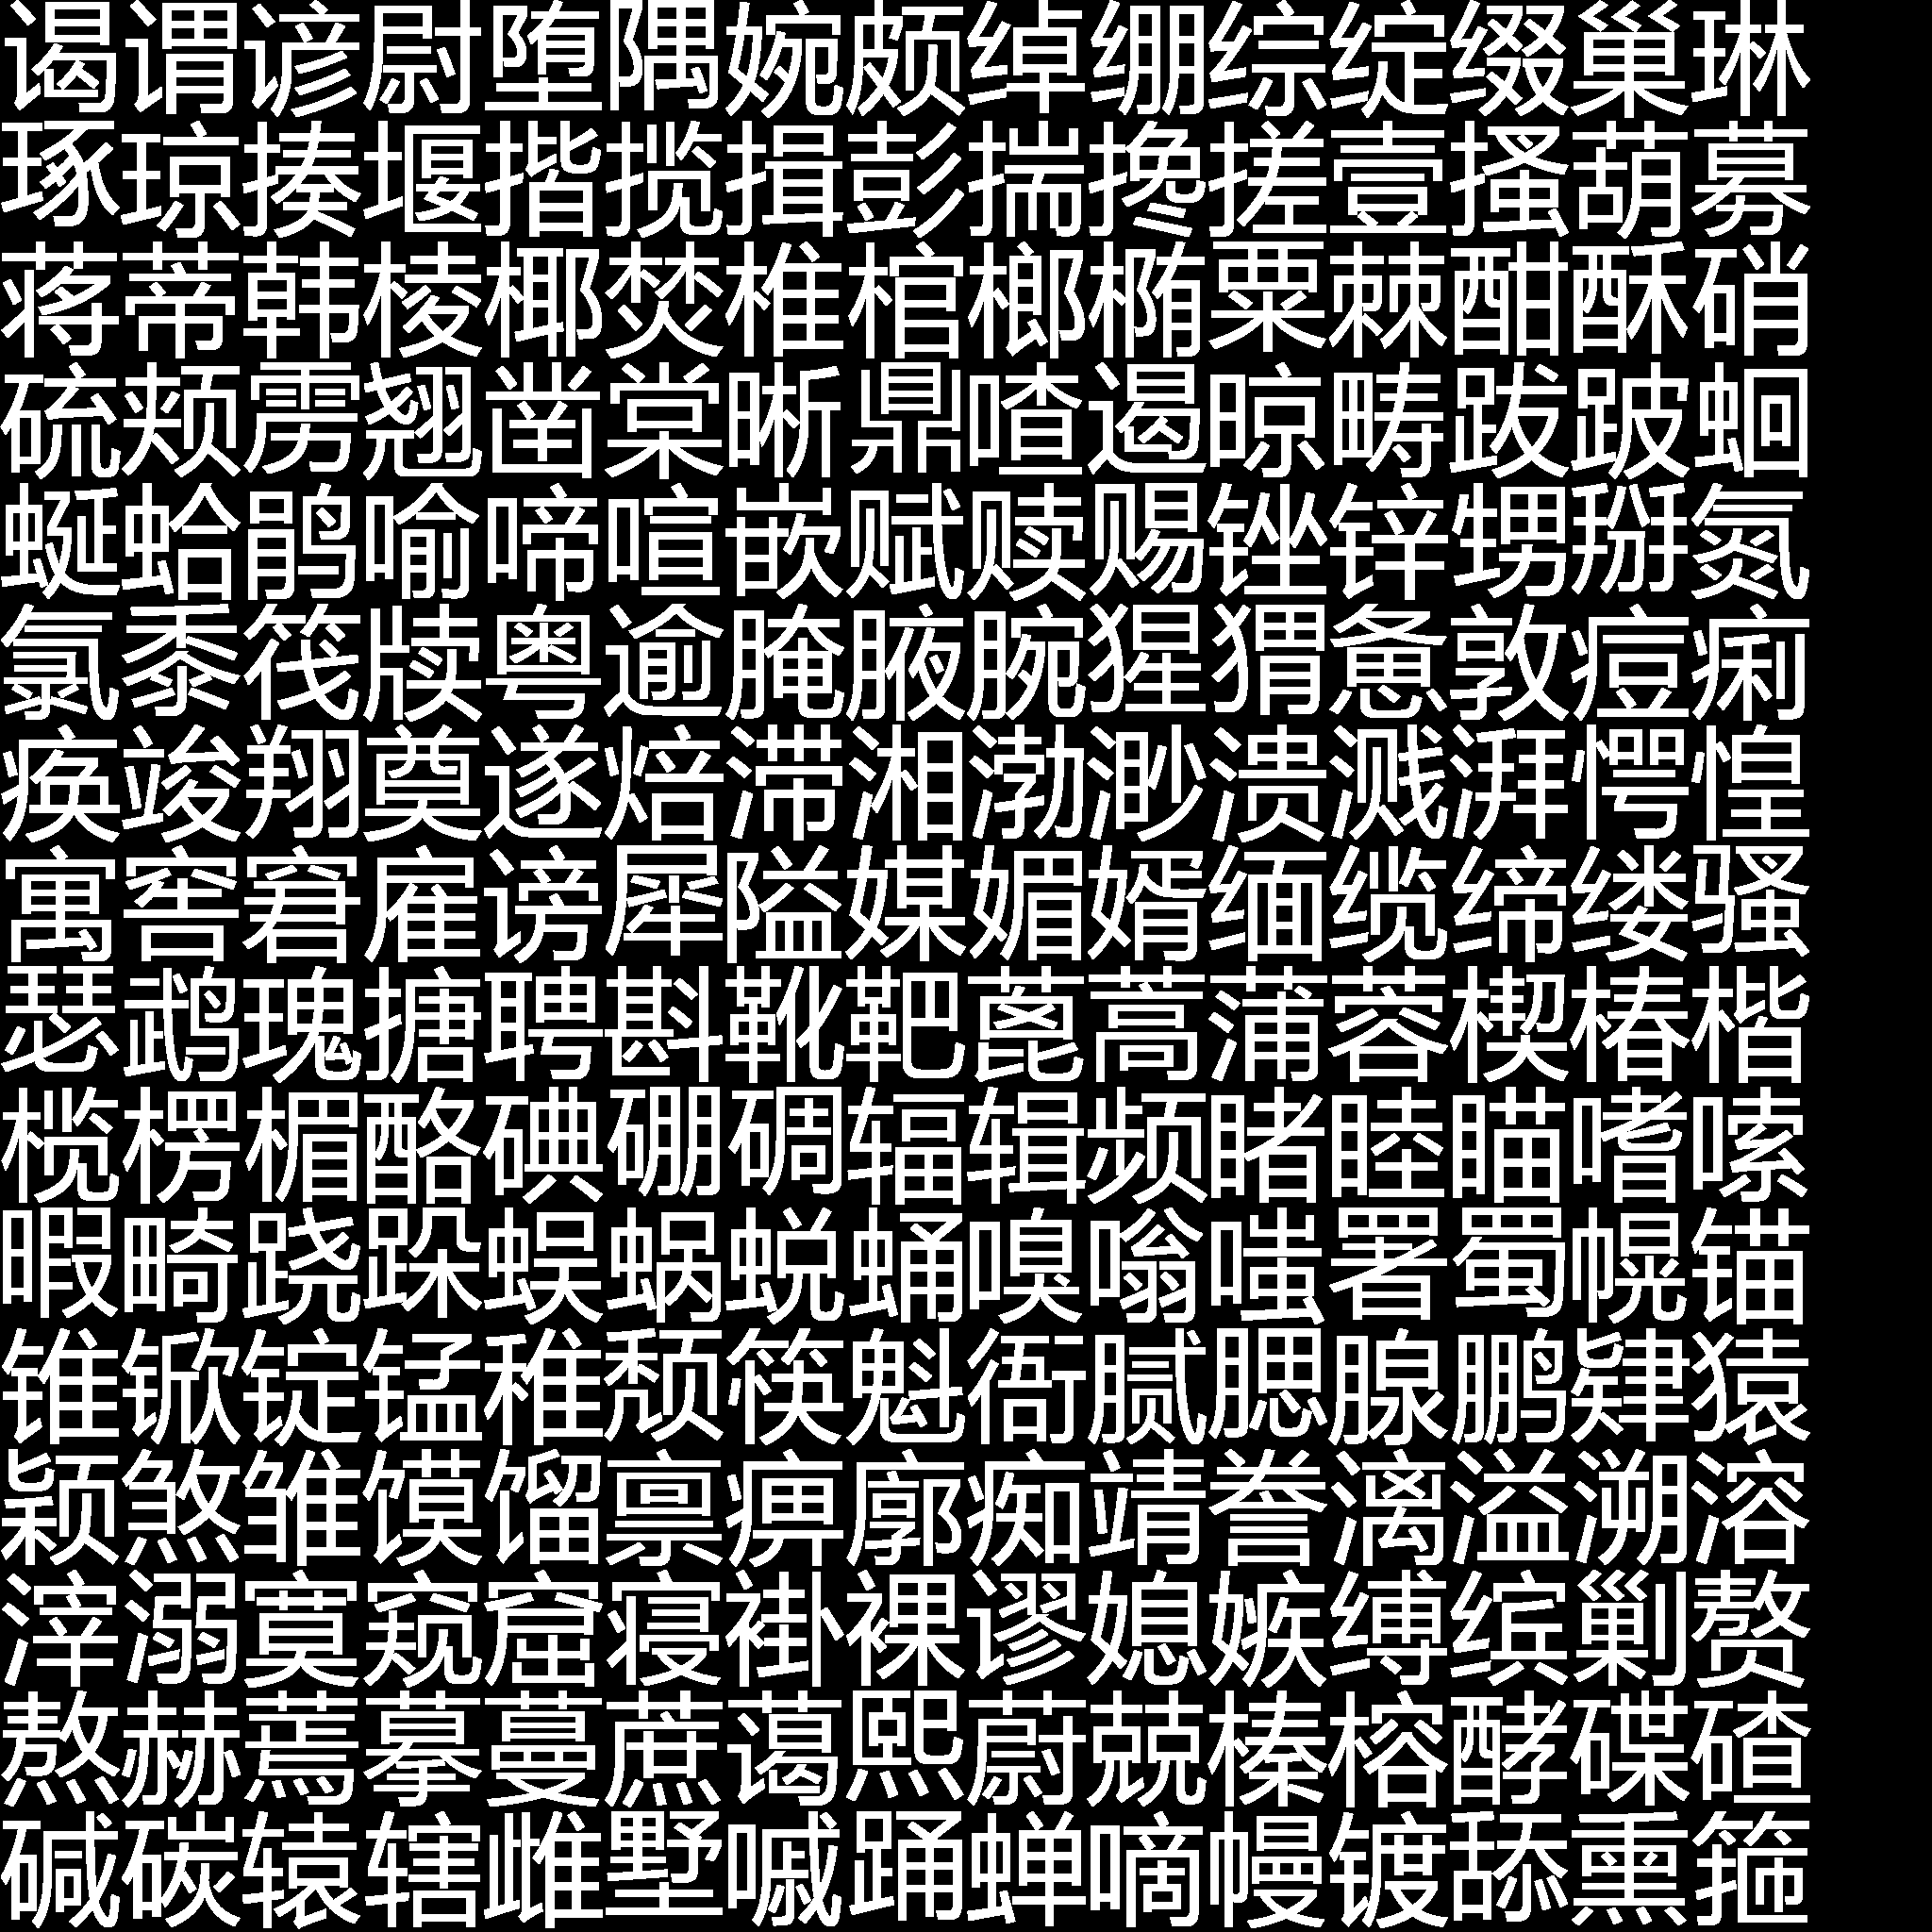 谒谓谚尉堕隅婉颇绰绷综绽缀巢琳
琢琼揍堰揩揽揖彭揣搀搓壹搔葫募
蒋蒂韩棱椰焚椎棺榔椭粟棘酣酥硝
硫颊雳翘凿棠晰鼎喳遏晾畴跋跛蛔
蜒蛤鹃喻啼喧嵌赋赎赐锉锌甥掰氮
氯黍筏牍粤逾腌腋腕猩猬惫敦痘痢
痪竣翔奠遂焙滞湘渤渺溃溅湃愕惶
寓窖窘雇谤犀隘媒媚婿缅缆缔缕骚
瑟鹉瑰搪聘斟靴靶蓖蒿蒲蓉楔椿楷
榄楞楣酪碘硼碉辐辑频睹睦瞄嗜嗦
暇畸跷跺蜈蜗蜕蛹嗅嗡嗤署蜀幌锚
锥锨锭锰稚颓筷魁衙腻腮腺鹏肄猿
颖煞雏馍馏禀痹廓痴靖誊漓溢溯溶
滓溺寞窥窟寝褂裸谬媳嫉缚缤剿赘
熬赫蔫摹蔓蔗蔼熙蔚兢榛榕酵碟碴
碱碳辕辖雌墅嘁踊蝉嘀幔镀舔熏箍